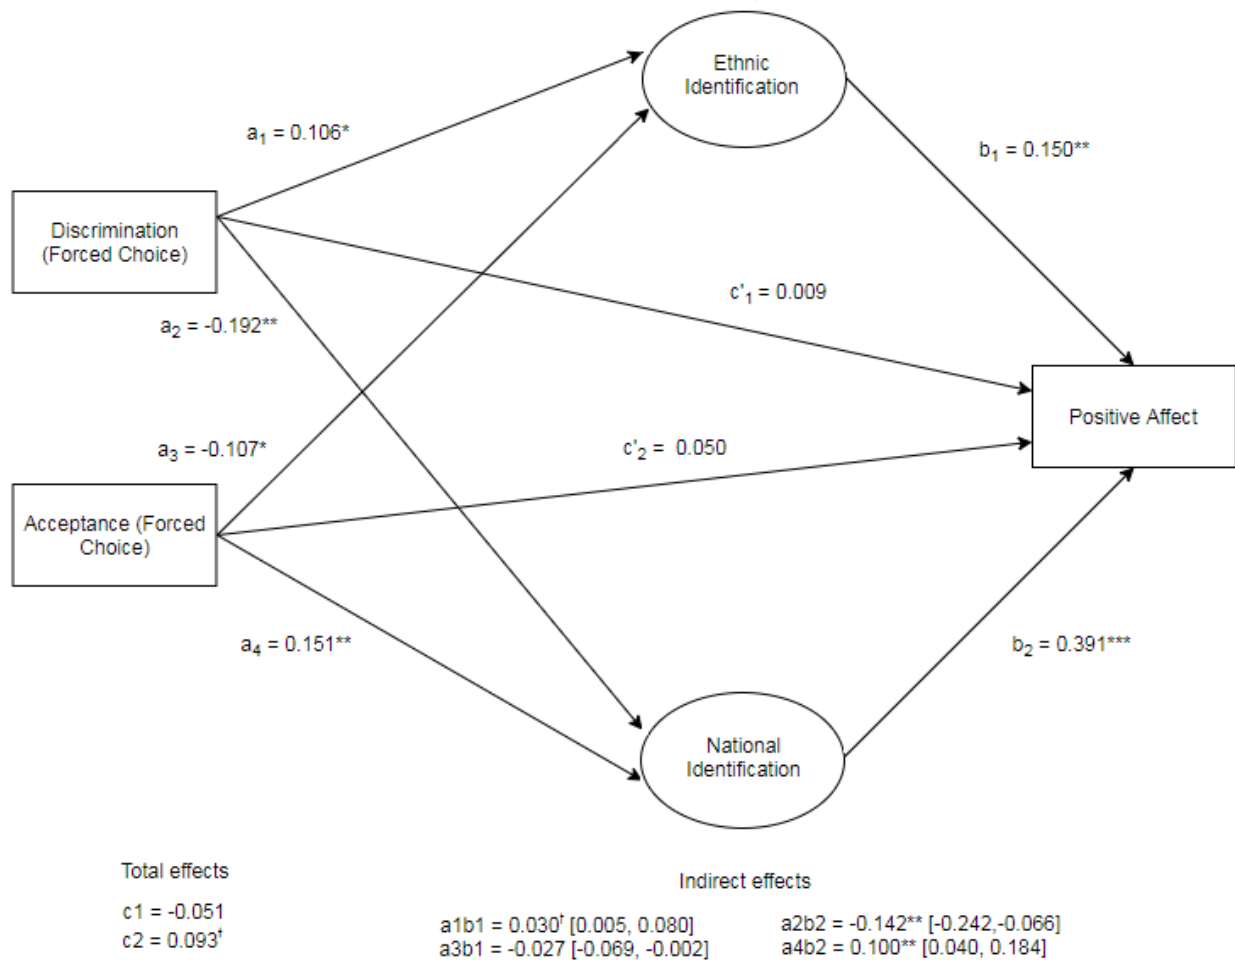 Ethnic
Identification
a1 = 0.106*
b1 = 0.150**
Discrimination
(Forced Choice)
c'1 = 0.009
a2 = -0.192**
Positive Affect
a3 = -0.107*
c'2 = 0.050
Acceptance (Forced
Choice)
a4 = 0.151**
b2 = 0.391***
National
Identification
Total effects
c1 = -0.051
c2 = 0.093†
Indirect effects
a1b1 = 0.030† [0.005, 0.080]
a3b1 = -0.027 [-0.069, -0.002]
a2b2 = -0.142** [-0.242,-0.066]
a4b2 = 0.100** [0.040, 0.184]